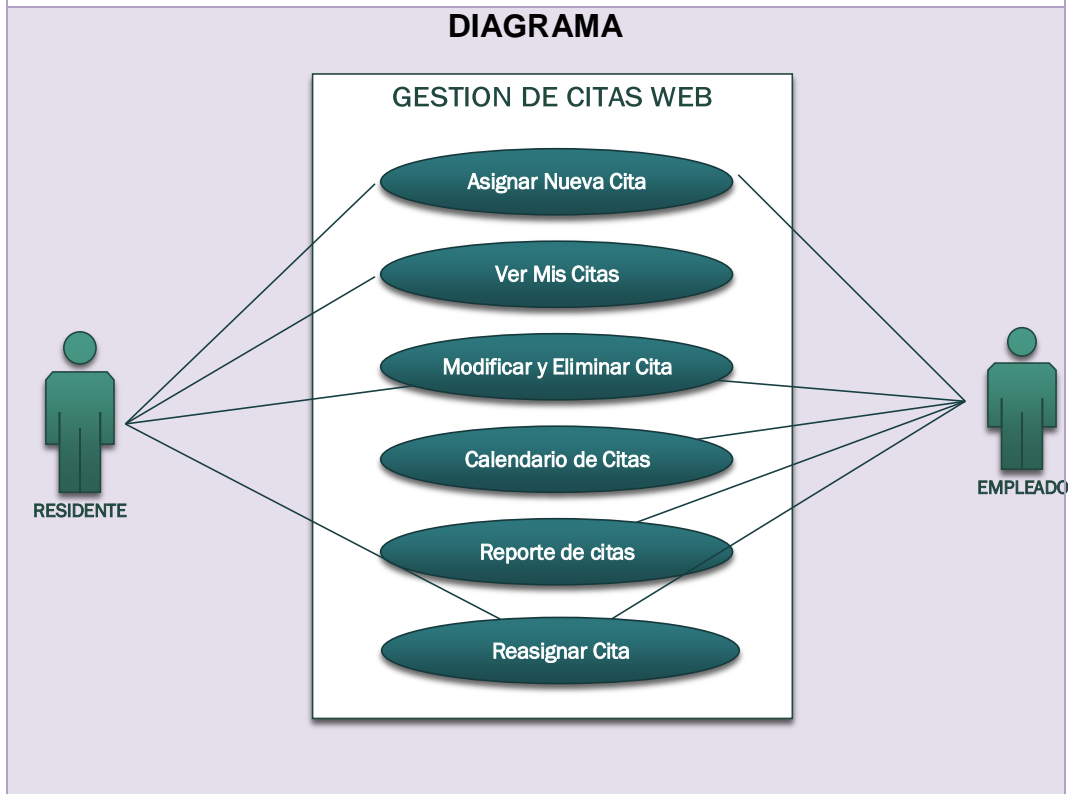 DIAGRAMA
GESTION DE CITAS WEB
Asignar Nueva Cita
Ver Mis Citas
Modificar y Eliminar Cita
Calendario de Citas
Reporte de citas
Reasignar Cita
RESIDENTE
EMPLEADO